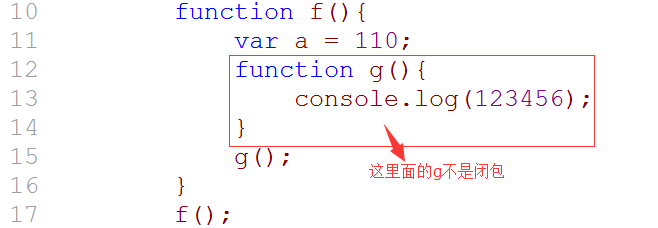 10 function f(){
11 var a = 110;
12 function g(){
13 console.log(123456);
14 }
15 g();
这里面的g不是闭包
16 }
17 f();